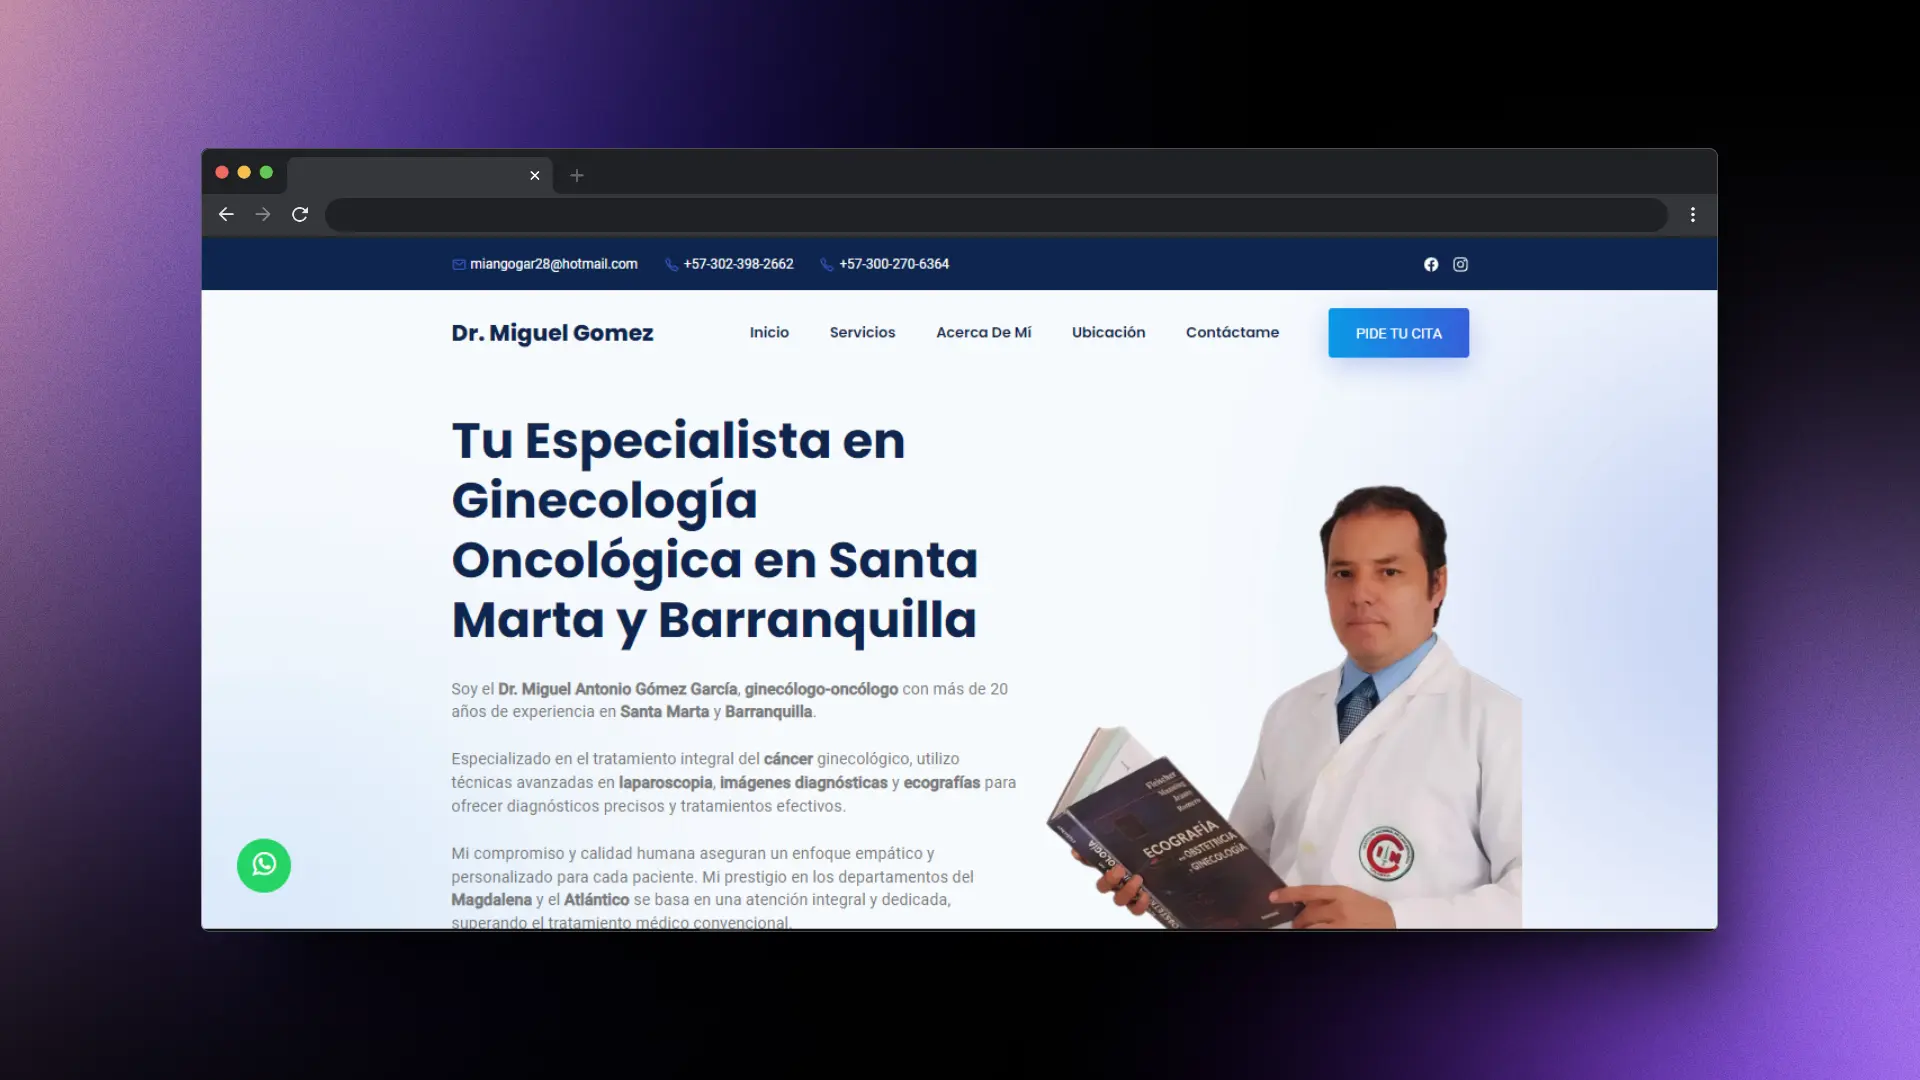 miangogar28@hotmail.com +57-302-398-2662 +57-300-270-6364
Dr. Miguel Gomez Inicio Servicios Acerca De Mí Ubicación Contáctame PIDE TU CITA
Tu Especialista en
Ginecología
Oncológica en Santa
Marta y Barranquilla
Soy el Dr. Miguel Antonio Gómez García, ginecólogo-oncólogo con más de 20
años de experiencia en Santa Marta y Barranquilla.
Especializado en el tratamiento integral del cáncer ginecológico, utilizo
técnicas avanzadas en laparoscopia, imágenes diagnósticas y ecografías para
ofrecer diagnósticos precisos y tratamientos efectivos.
Mi compromiso y calidad humana aseguran un enfoque empático y
personalizado para cada paciente. Mi prestigio en los departamentos del
Magdalena y el Atlántico se basa en una atención integral y dedicada,
superando el tratamiento médico convencional.
Fleischer
Manning
Jeanty
Romero
ECOGRAFÍA
EN OBSTETRICIA
Y GINECOLOGÍA